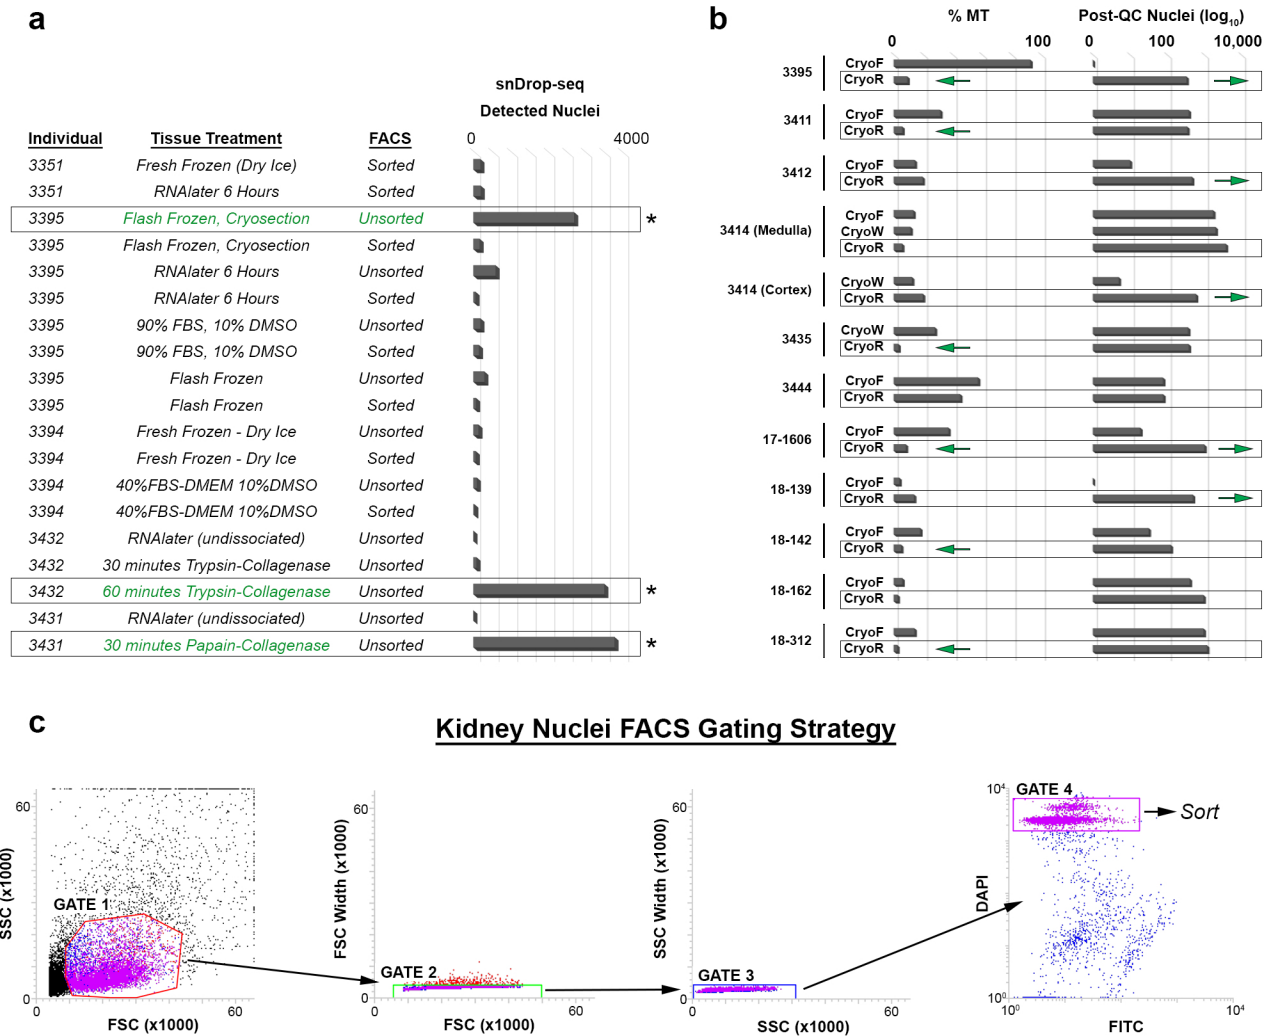 a
snDrop-seq
Detected Nuclei
Individual Tissue Treatment FACS 0 4000
3351 Fresh Frozen (Dry Ice) Sorted
3351 RNAlater 6 Hours Sorted
3395 Flash Frozen, Cryosection Unsorted *
3395 Flash Frozen, Cryosection Sorted
3395 RNAlater 6 Hours Unsorted
3395 RNAlater 6 Hours Sorted
3395 90% FBS, 10% DMSO Unsorted
3395 90% FBS, 10% DMSO Sorted
3395 Flash Frozen Unsorted
3395 Flash Frozen Sorted
3394 Fresh Frozen - Dry Ice Unsorted
3394 Fresh Frozen - Dry Ice Sorted
3394 40%FBS-DMEM 10%DMSO Unsorted
3394 40%FBS-DMEM 10%DMSO Sorted
3432 RNAlater (undissociated) Unsorted
3432 30 minutes Trypsin-Collagenase Unsorted
3432 60 minutes Trypsin-Collagenase Unsorted *
3431 RNAlater (undissociated) Unsorted
3431 30 minutes Papain-Collagenase Unsorted *
b
% MT Post-QC Nuclei (log10)
0 100 0 100 10,000
3395
CryoF
CryoR
3411
CryoF
CryoR
3412
CryoF
CryoR
3414 (Medulla)
CryoF
CryoW
CryoR
3414 (Cortex)
CryoW
CryoR
3435
CryoW
CryoR
3444
CryoF
CryoR
17-1606
CryoF
CryoR
18-139
CryoF
CryoR
18-142
CryoF
CryoR
18-162
CryoF
CryoR
18-312
CryoF
CryoR
c
Kidney Nuclei FACS Gating Strategy
SSC (x1000)
60
0
GATE 1
0 60
FSC (x1000)
FSC Width (x1000)
60
0
GATE 2
0 60
FSC (x1000)
SSC Width (x1000)
60
0
GATE 3
0 60
SSC (x1000)
DAPI
10⁴
10⁰
GATE 4
Sort
10⁰ 10⁴
FITC